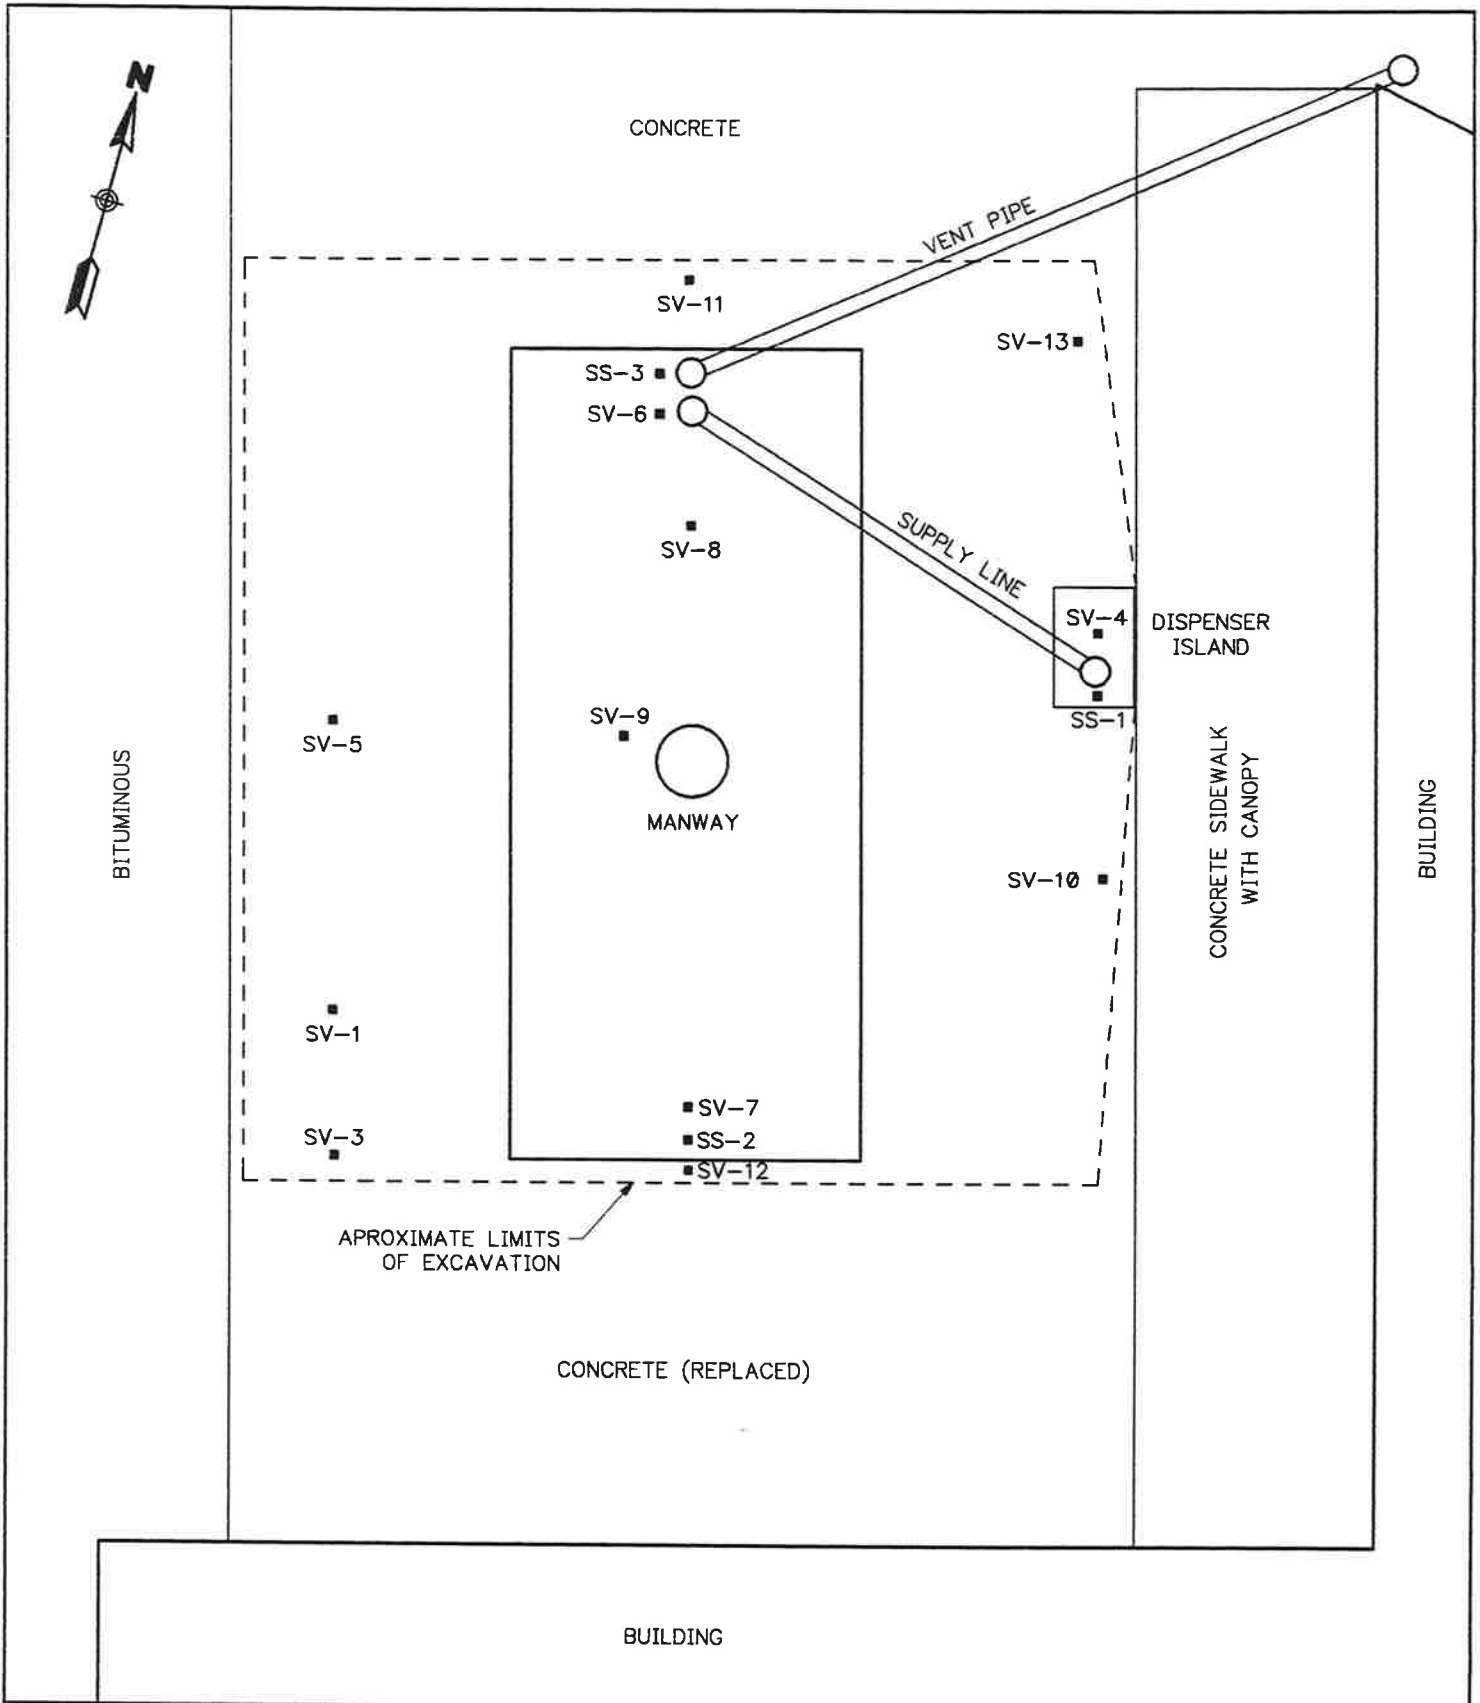 N
CONCRETE
VENT PIPE
SV-11
SV-13
SS-3
SV-6
SUPPLY LINE
SV-8
SV-4
DISPENSER
ISLAND
SS-1
SV-9
SV-5
MANWAY
BITUMINOUS
CONCRETE SIDEWALK
WITH CANOPY
BUILDING
SV-10
SV-1
SV-7
SV-3
SS-2
SV-12
APROXIMATE LIMITS
OF EXCAVATION
CONCRETE (REPLACED)
BUILDING